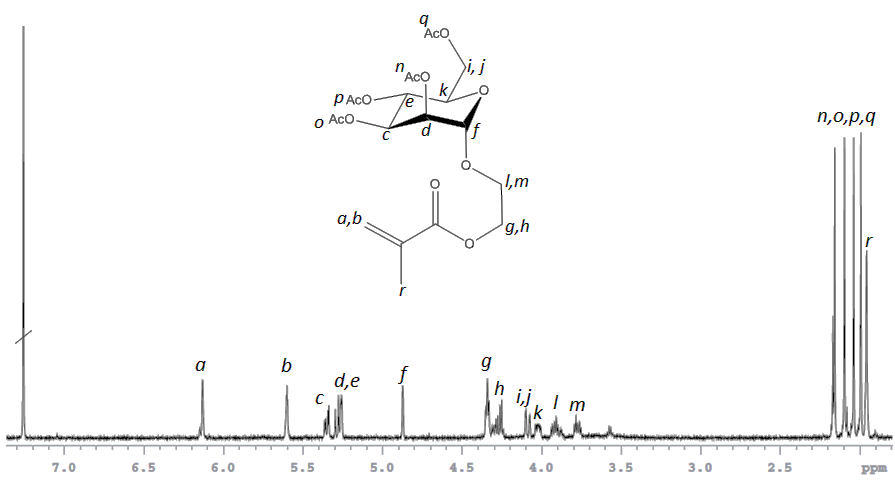 q
AcO
n AcO
i, j
k
O
p AcO
e
o AcO
c
d
f
O
O
l,m
a,b
g,h
O
r
n,o,p,q
r
a
b
c
d,e
f
g
h
i,j
k
l
m
7.0 6.5 6.0 5.5 5.0 4.5 4.0 3.5 3.0 2.5 ppm